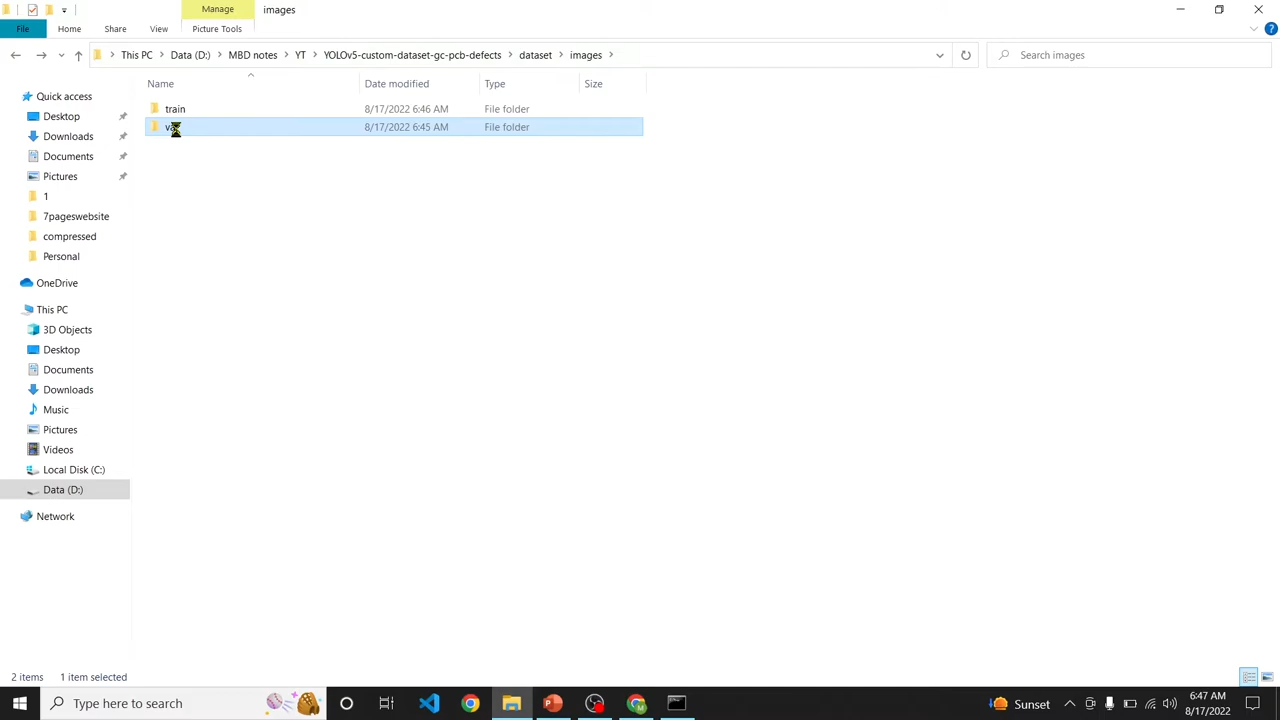 Manage
images
File
Home
Share
View
Picture Tools
This PC
Data (D:)
MBD notes
YT
YOLOv5-custom-dataset-gc-pcb-defects
dataset
images
Search images
Name
Date modified
Type
Size
train
8/17/2022 6:46 AM
File folder
8/17/2022 6:45 AM
File folder
Quick access
Desktop
Downloads
Documents
Pictures
1
7pageswebsite
compressed
Personal
OneDrive
This PC
3D Objects
Desktop
Documents
Downloads
Music
Pictures
Videos
Local Disk (C:)
Data (D:)
Network
2 items
1 item selected
Type here to search
Sunset
6:47 AM
8/17/2022